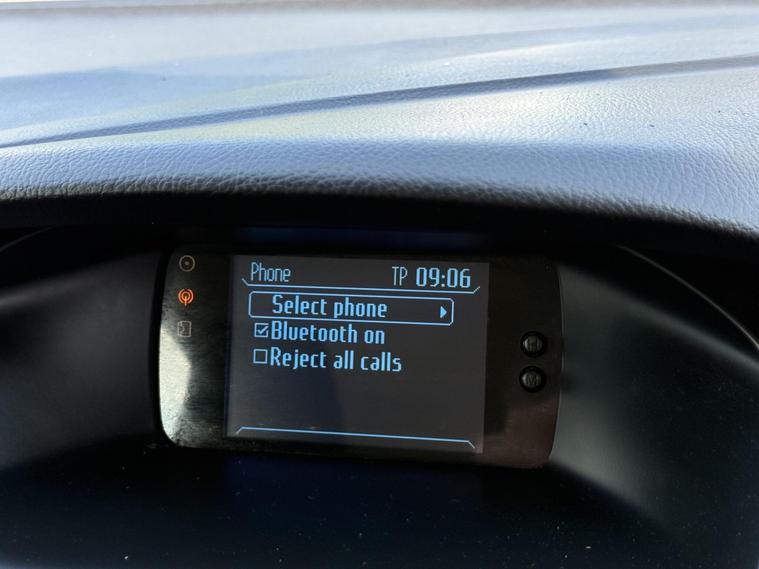 Phone TP 09:06
Select phone
Bluetooth on
Reject all calls
H
M